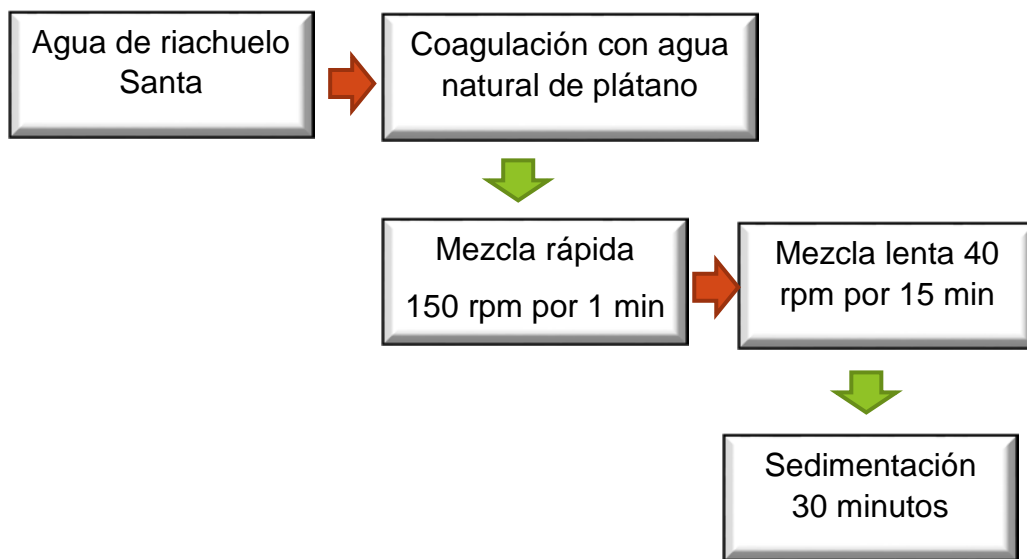 Agua de riachuelo
Santa
Coagulación con agua
natural de plátano
Mezcla rápida
150 rpm por 1 min
Mezcla lenta 40
rpm por 15 min
Sedimentación
30 minutos